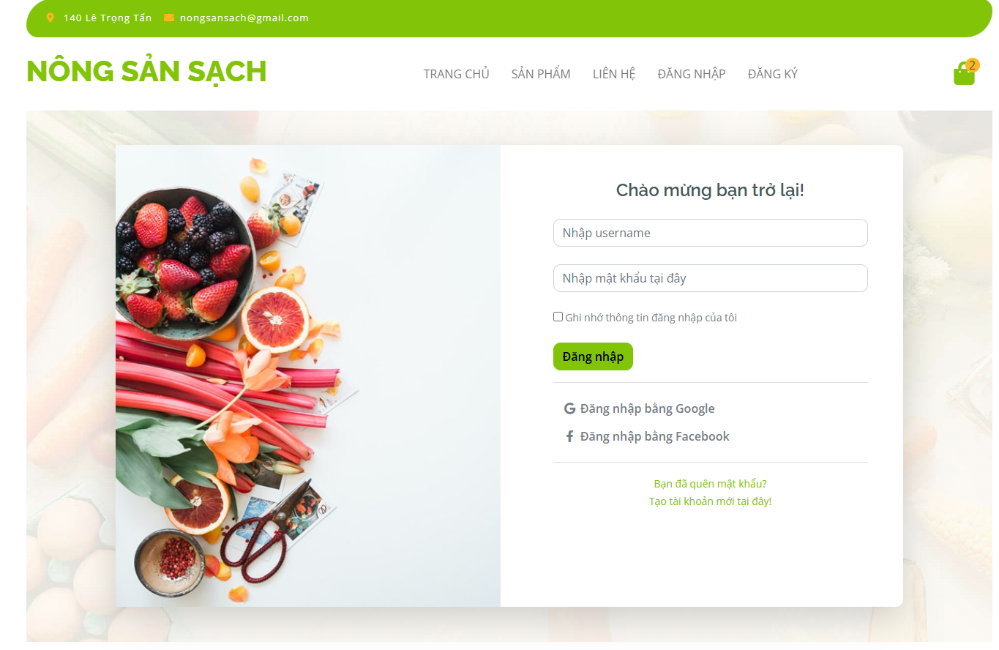 140 Lê Trọng Tấn nongsansach@gmail.com
NÔNG SẢN SẠCH
TRANG CHỦ SẢN PHẨM LIÊN HỆ ĐĂNG NHẬP ĐĂNG KÝ
2
Chào mừng bạn trở lại!
Nhập username
Nhập mật khẩu tại đây
Ghi nhớ thông tin đăng nhập của tôi
Đăng nhập
Đăng nhập bằng Google
Đăng nhập bằng Facebook
Bạn đã quên mật khẩu?
Tạo tài khoản mới tại đây!